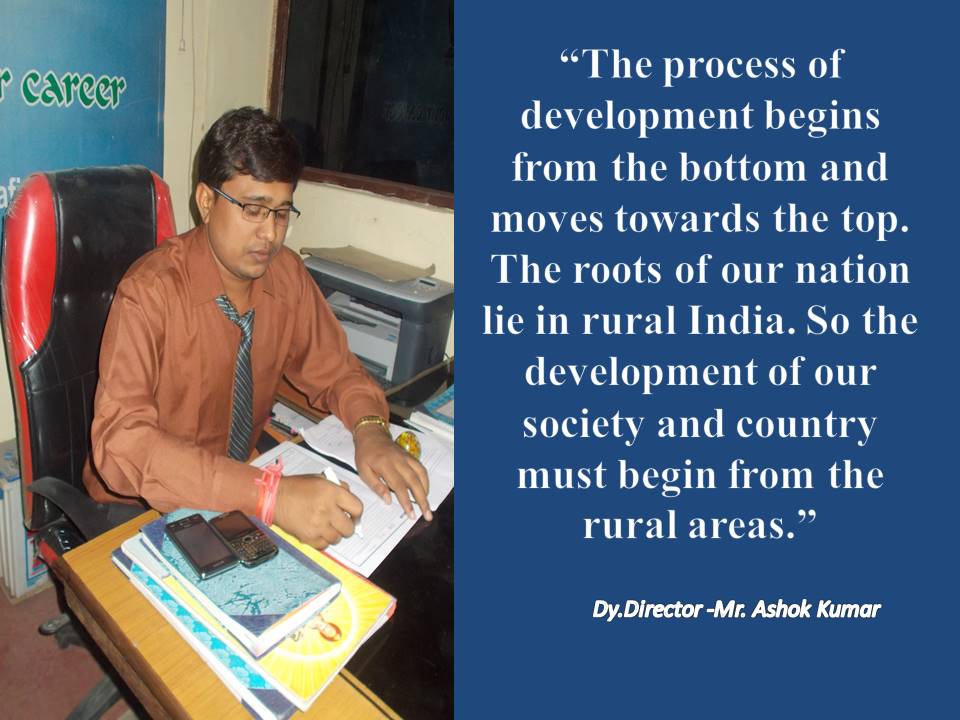 r career
af
“The process of
development begins
from the bottom and
moves towards the top.
The roots of our nation
lie in rural India. So the
development of our
society and country
must begin from the
rural areas.”
Dy.Director -Mr. Ashok Kumar